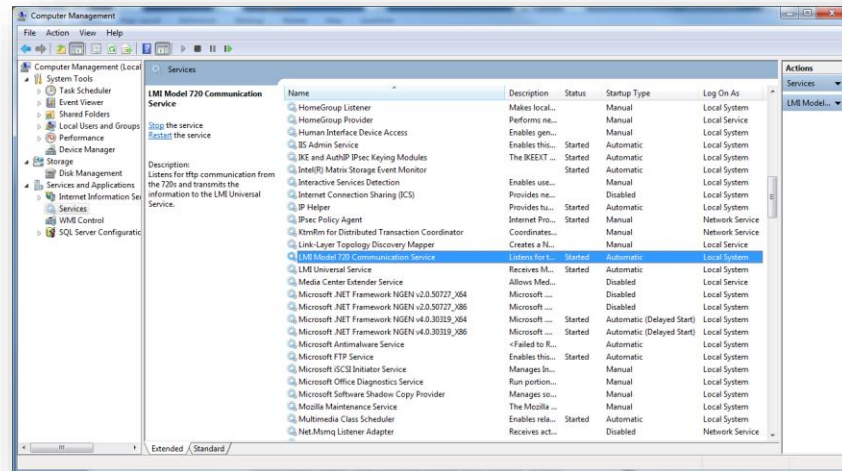 Computer Management
File Action View Help
Computer Management (Local
System Tools
Task Scheduler
Event Viewer
Shared Folders
Local Users and Groups
Performance
Device Manager
Storage
Disk Management
Services and Applications
Internet Information Ser
Services
WMI Control
SQL Server Configuratic
Services
LMI Model 720 Communication
Service
Stop the service
Restart the service
Description:
Listens for tftp communication from
the 720s and transmits the
information to the LMI Universal
Service.
Name Description Status Startup Type Log On As
HomeGroup Listener Makes local... Manual Local System
HomeGroup Provider Performs ne... Manual Local Service
Human Interface Device Access Enables gen... Manual Local System
IIS Admin Service Enables this... Started Automatic Local System
IKE and AuthIP IPsec Keying Modules The IKEEXT ... Started Automatic Local System
Intel(R) Matrix Storage Event Monitor Started Automatic Local System
Interactive Services Detection Enables use... Manual Local System
Internet Connection Sharing (ICS) Provides ne... Disabled Local System
IP Helper Provides tu... Started Automatic Local System
IPsec Policy Agent Internet Pro... Started Manual Network Service
KtmRm for Distributed Transaction Coordinator Coordinates... Manual Network Service
Link-Layer Topology Discovery Mapper Creates a N... Manual Local Service
LMI Model 720 Communication Service Listens for t... Started Automatic Local System
LMI Universal Service Receives M... Started Automatic Local System
Media Center Extender Service Allows Med... Disabled Local Service
Microsoft .NET Framework NGEN v2.0.50727_X64 Microsoft .... Disabled Local System
Microsoft .NET Framework NGEN v2.0.50727_X86 Microsoft .... Disabled Local System
Microsoft .NET Framework NGEN v4.0.30319_X64 Microsoft .... Started Automatic (Delayed Start) Local System
Microsoft .NET Framework NGEN v4.0.30319_X86 Microsoft .... Started Automatic (Delayed Start) Local System
Microsoft Antimalware Service <Failed to R... Automatic Local System
Microsoft FTP Service Enables this... Started Automatic Local System
Microsoft iSCSI Initiator Service Manages In... Manual Local System
Microsoft Office Diagnostics Service Run portion... Manual Local System
Microsoft Software Shadow Copy Provider Manages so... Manual Local System
Mozilla Maintenance Service The Mozilla ... Manual Local System
Multimedia Class Scheduler Enables rela... Started Automatic Local System
Net.Msmq Listener Adapter Receives act... Disabled Network Service
Extended Standard
Actions
Services
LMI Model...